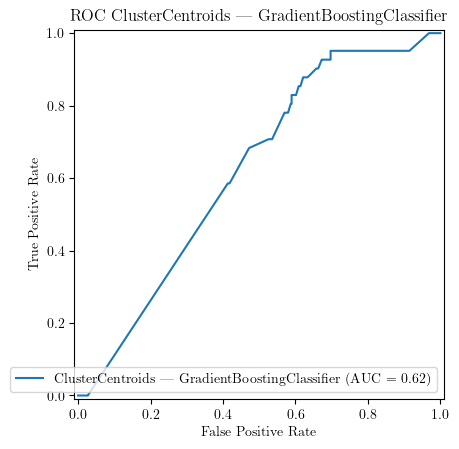 ROC ClusterCentroids — GradientBoostingClassifier
1.0
0.8
0.6
0.4
0.2
0.0
True Positive Rate
ClusterCentroids — GradientBoostingClassifier (AUC = 0.62)
0.0 0.2 0.4 0.6 0.8 1.0
False Positive Rate